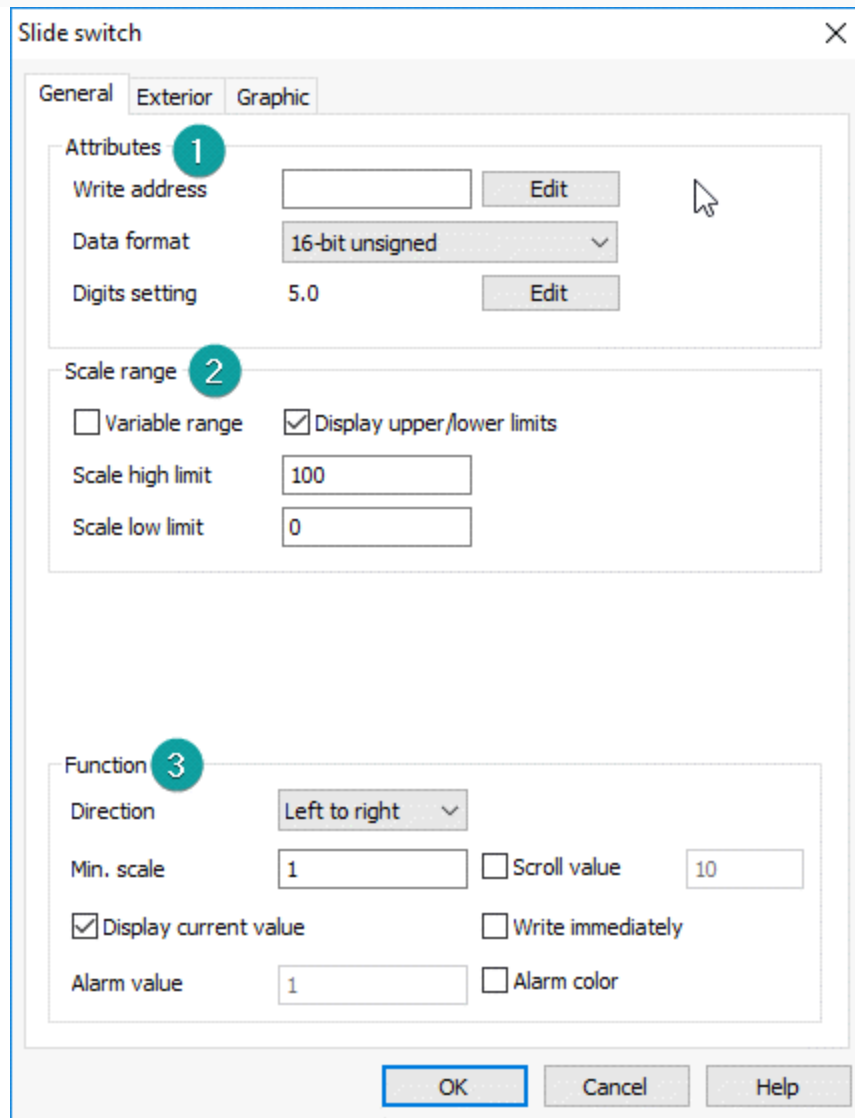 Slide switch
General Exterior Graphic
Attributes 1
Write address Edit
Data format 16-bit unsigned
Digits setting 5.0 Edit
Scale range 2
Variable range Display upper/lower limits
Scale high limit 100
Scale low limit 0
Function 3
Direction Left to right
Min. scale 1 Scroll value 10
Display current value Write immediately
Alarm value 1 Alarm color
OK Cancel Help